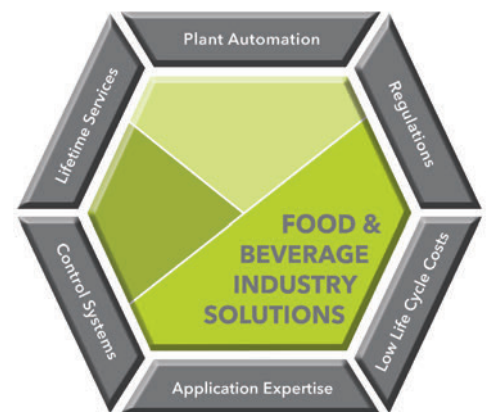 Plant Automation
Lifetime Services
Regulations
FOOD &
BEVERAGE
INDUSTRY
SOLUTIONS
Control Systems
Low Life Cycle Costs
Application Expertise